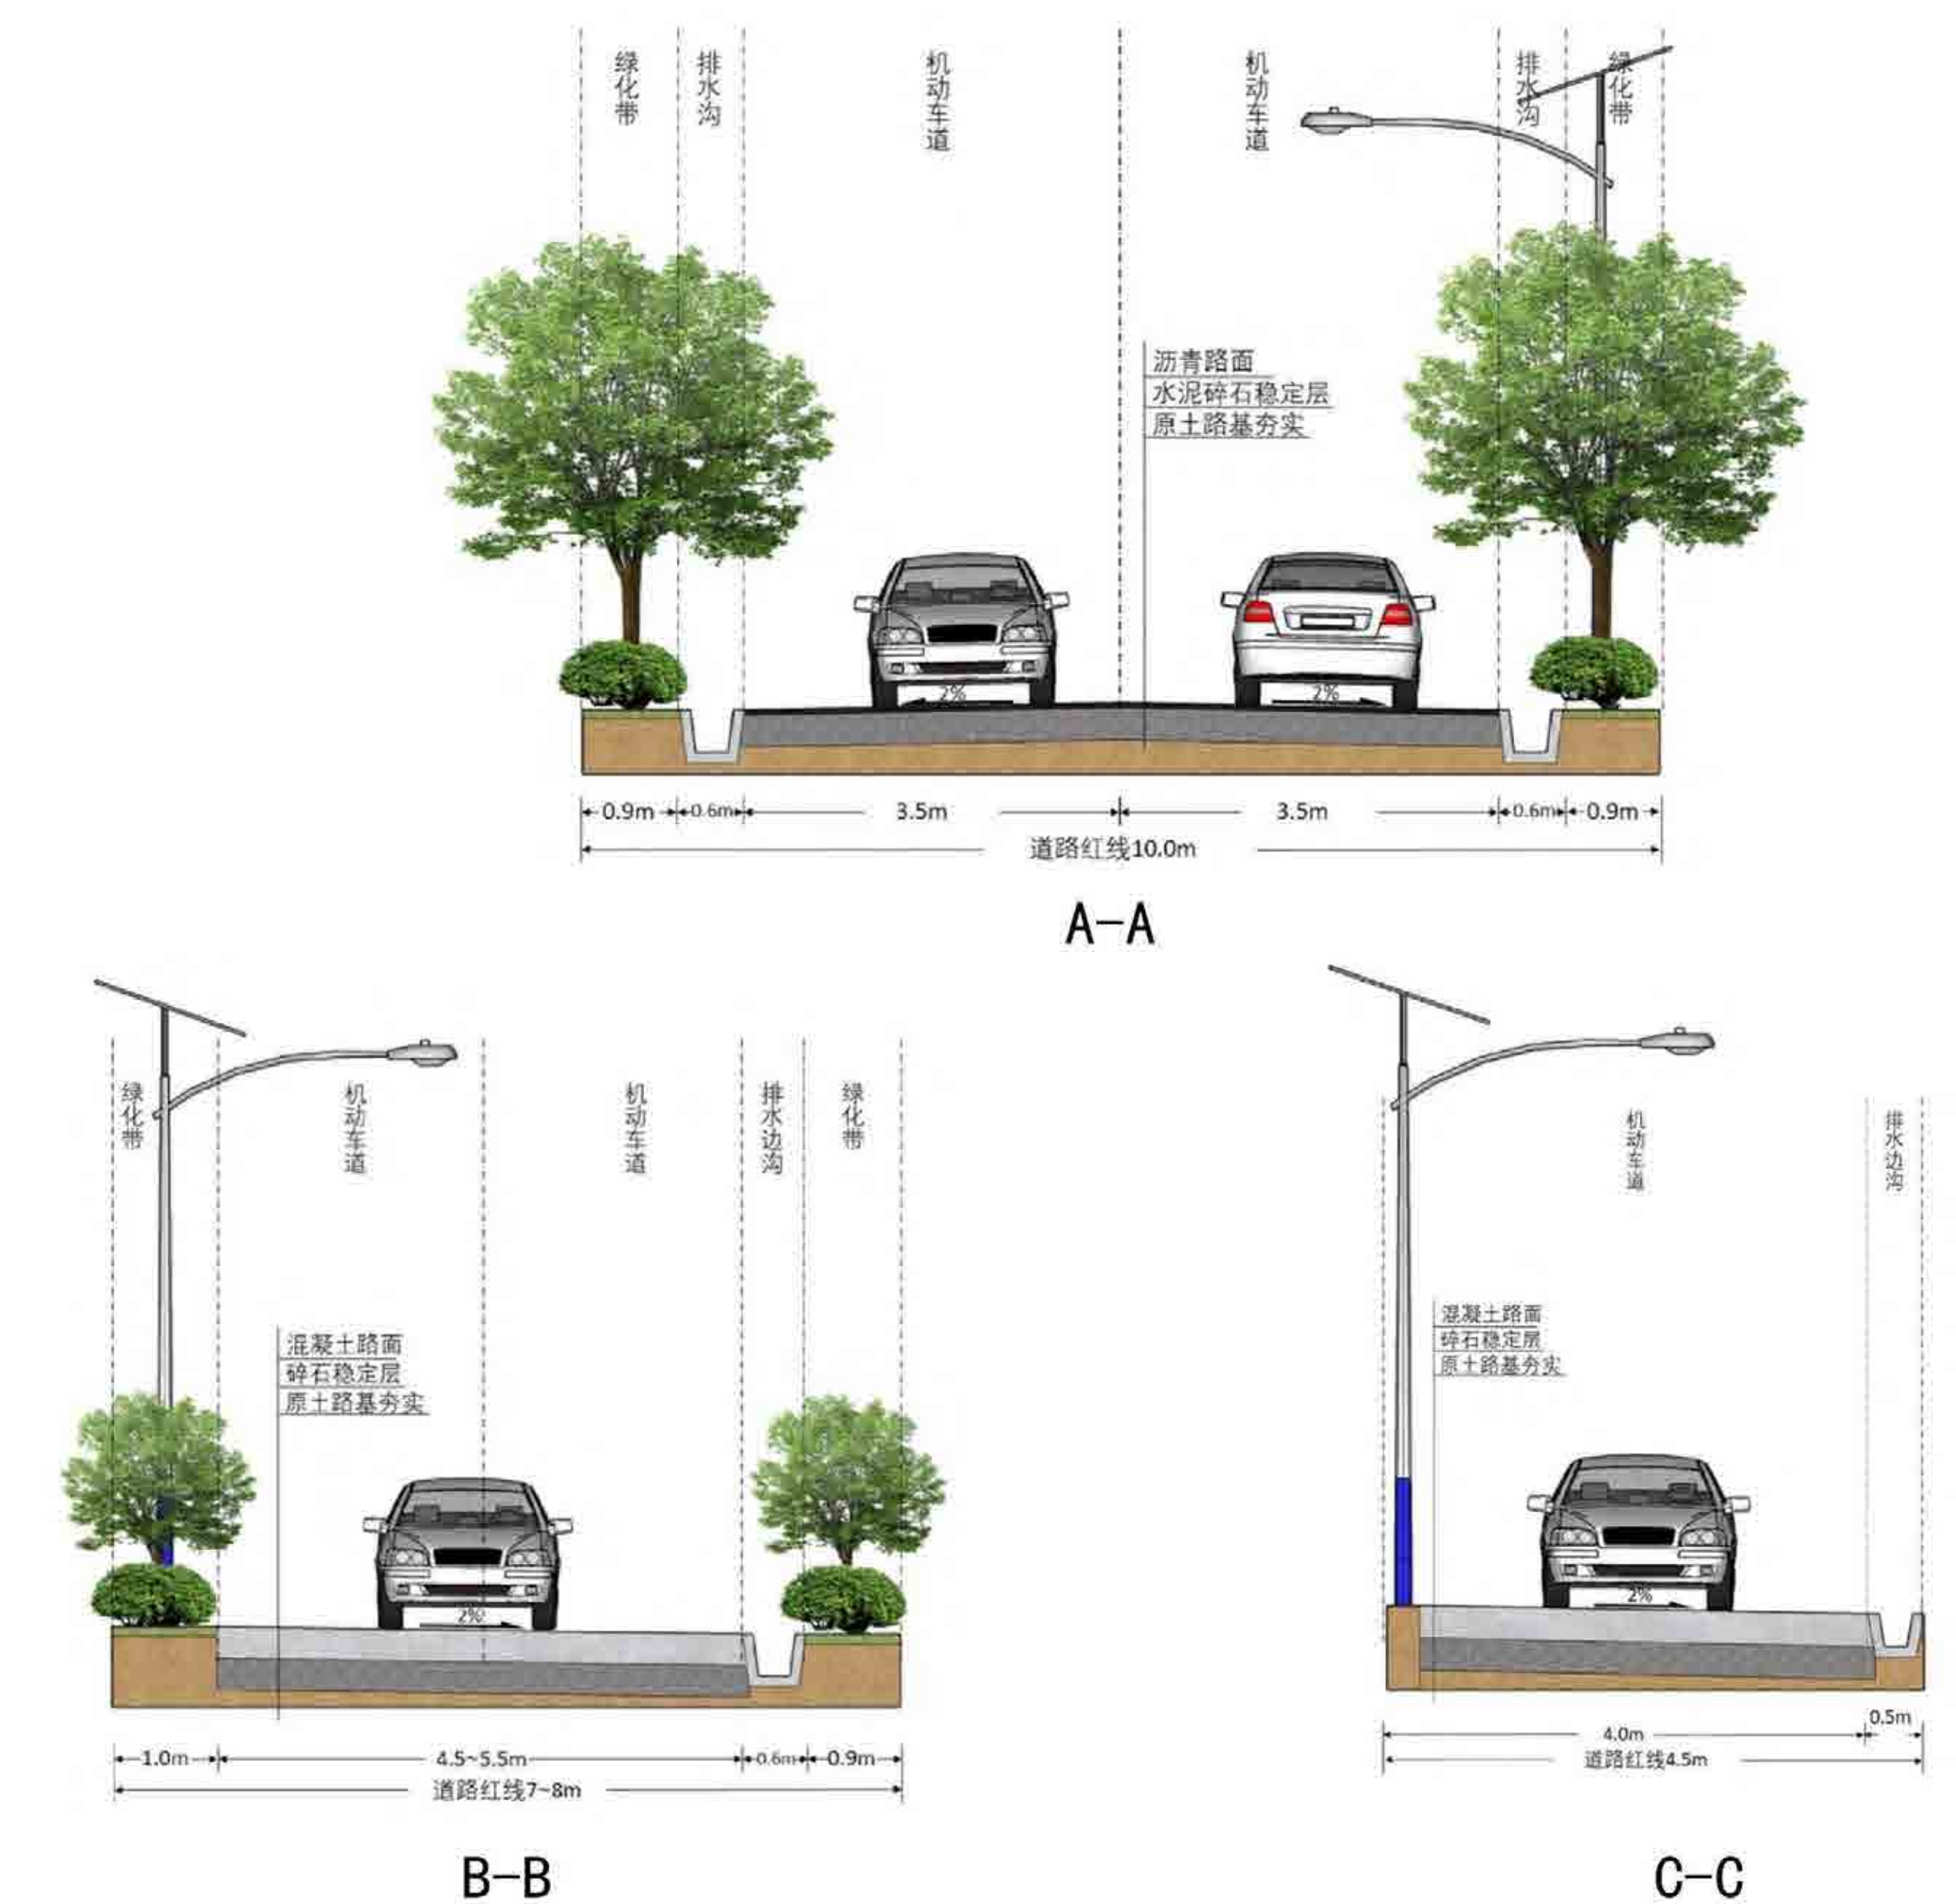 绿化带
排水沟
机动车道
机动车道
排水沟
绿化带
沥青路面
水泥碎石稳定层
原土路基夯实
2%
2%
0.9m
0.6m
3.5m
3.5m
0.6m
0.9m
道路红线10.0m
A-A
绿化带
机动车道
机动车道
排水边沟
绿化带
混凝土路面
碎石稳定层
原土路基夯实
2%
1.0m
4.5~5.5m
0.6m
0.9m
道路红线7~8m
B-B
机动车道
排水边沟
混凝土路面
碎石稳定层
原土路基夯实
2%
4.0m
0.5m
道路红线4.5m
C-C